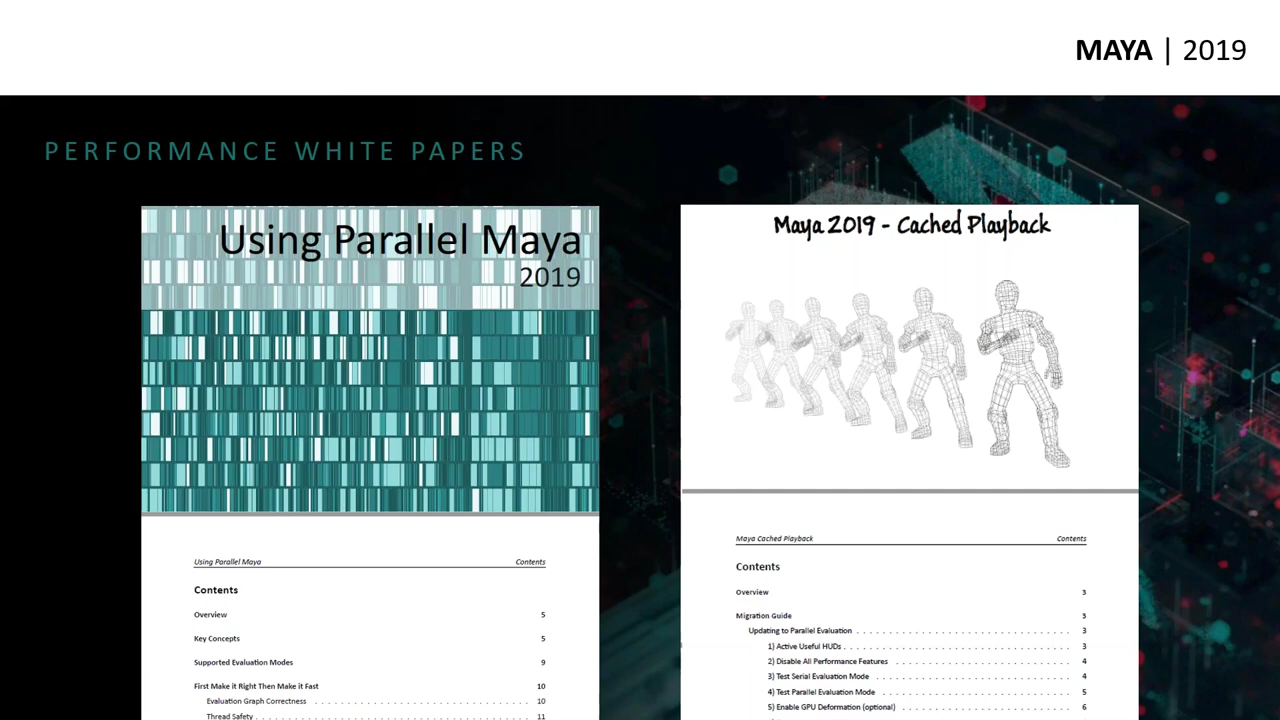 MAYA | 2019
PERFORMANCE WHITE PAPERS
Using Parallel Maya
2019
Using Parallel Maya Contents
Contents
Overview 5
Key Concepts 5
Supported Evaluation Modes 9
First Make it Right Then Make it Fast 10
Evaluation Graph Correctness . . . . . . . . . . . . . . . . . . . . . . . . . . . . . . 10
Thread Safety . . . . . . . . . . . . . . . . . . . . . . . . . . . . . . . . . . . . . . 11
Maya 2019 - Cached Playback
Maya Cached Playback Contents
Contents
Overview 3
Migration Guide 3
Updating to Parallel Evaluation . . . . . . . . . . . . . . . . . . . . . . . . . . . . 3
1) Active Useful HUDs . . . . . . . . . . . . . . . . . . . . . . . . . . . . . 3
2) Disable All Performance Features . . . . . . . . . . . . . . . . . . . . . . 4
3) Test Serial Evaluation Mode . . . . . . . . . . . . . . . . . . . . . . . . . 4
4) Test Parallel Evaluation Mode . . . . . . . . . . . . . . . . . . . . . . . . 5
5) Enable GPU Deformation (optional) . . . . . . . . . . . . . . . . . . . . . 6